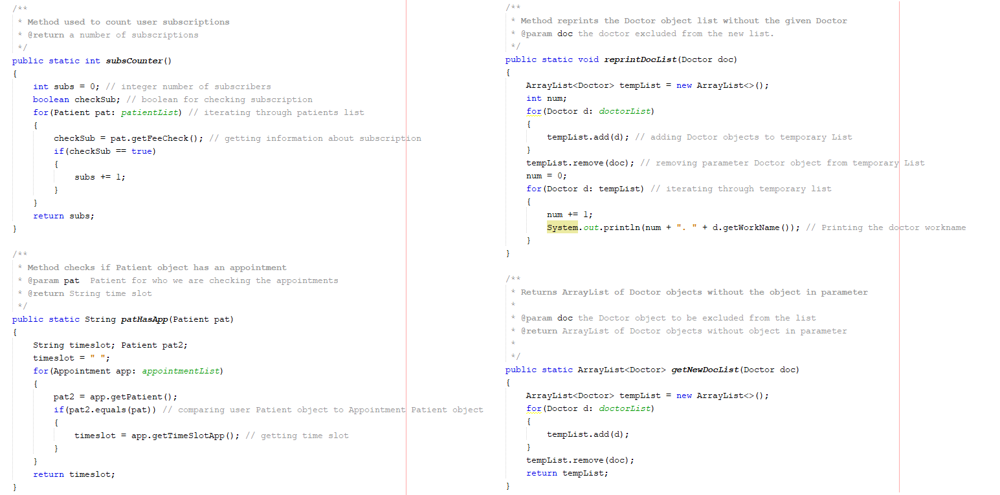 /**
 * Method used to count user subscriptions
 * @return a number of subscriptions
 */
public static int subsCounter()
{
    int subs = 0; // integer number of subscribers
    boolean checkSub; // boolean for checking subscription
    for(Patient pat: patientList) // iterating through patients list
    {
        checkSub = pat.getFeeCheck(); // getting information about subscription
        if(checkSub == true)
        {
            subs += 1;
        }
    }
    return subs;
}

/**
 * Method checks if Patient object has an appointment
 * @param pat  Patient for who we are checking the appointments
 * @return String time slot
 */
public static String patHasApp(Patient pat)
{
    String timeslot; Patient pat2;
    timeslot = " ";
    for(Appointment app: appointmentList)
    {
        pat2 = app.getPatient();
        if(pat2.equals(pat)) // comparing user Patient object to Appointment Patient object
        {
            timeslot = app.getTimeSlotApp(); // getting time slot
        }
    }
    return timeslot;
}

/**
 * Method reprints the Doctor object list without the given Doctor
 * @param doc the doctor excluded from the new list.
 */
public static void reprintDocList(Doctor doc)
{
    ArrayList<Doctor> tempList = new ArrayList<>();
    int num;
    for(Doctor d: doctorList)
    {
        tempList.add(d); // adding Doctor objects to temporary List
    }
    tempList.remove(doc); // removing parameter Doctor object from temporary List
    num = 0;
    for(Doctor d: tempList) // iterating through temporary list
    {
        num += 1;
        System.out.println(num + ". " + d.getWorkName()); // Printing the doctor workname
    }
}

/**
 * Returns ArrayList of Doctor objects without the object in parameter
 *
 * @param doc the Doctor object to be excluded from the list
 * @return ArrayList of Doctor objects without object in parameter
 *
 */
public static ArrayList<Doctor> getNewDocList(Doctor doc)
{
    ArrayList<Doctor> tempList = new ArrayList<>();
    for(Doctor d: doctorList)
    {
        tempList.add(d);
    }
    tempList.remove(doc);
    return tempList;
}